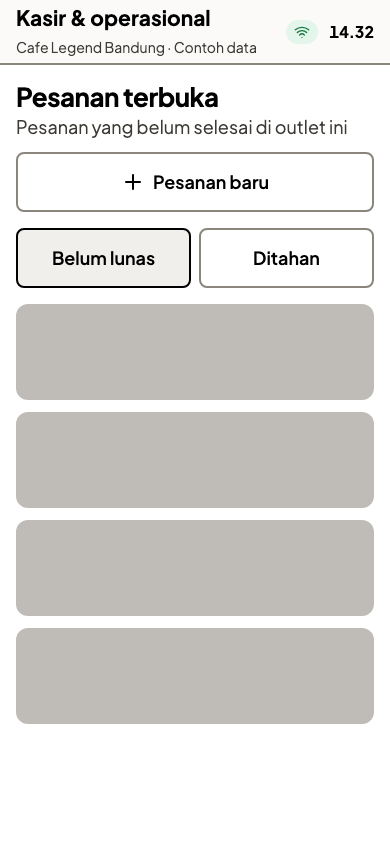 Kasir & operasional
Cafe Legend Bandung · Contoh data
14.32
Pesanan terbuka
Pesanan yang belum selesai di outlet ini
Pesanan baru
Belum lunas
Ditahan